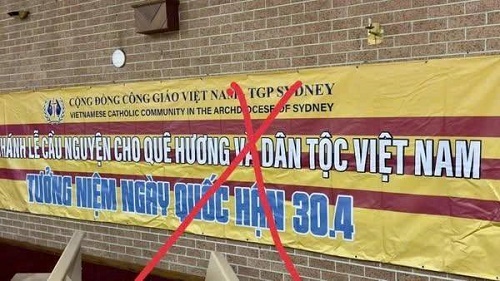 CỘNG ĐỒNG CÔNG GIÁO VIỆT NAM TGP SYDNEY
VIETNAMESE CATHOLIC COMMUNITY IN THE ARCHDIOCESE OF SYDNEY
HÁNH LỄ CẦU NGUYỆN CHO QUÊ HƯƠNG VÀ DÂN TỘC VIỆT NAM
TƯỞNG NIỆM NGÀY QUỐC HẬN 30.4